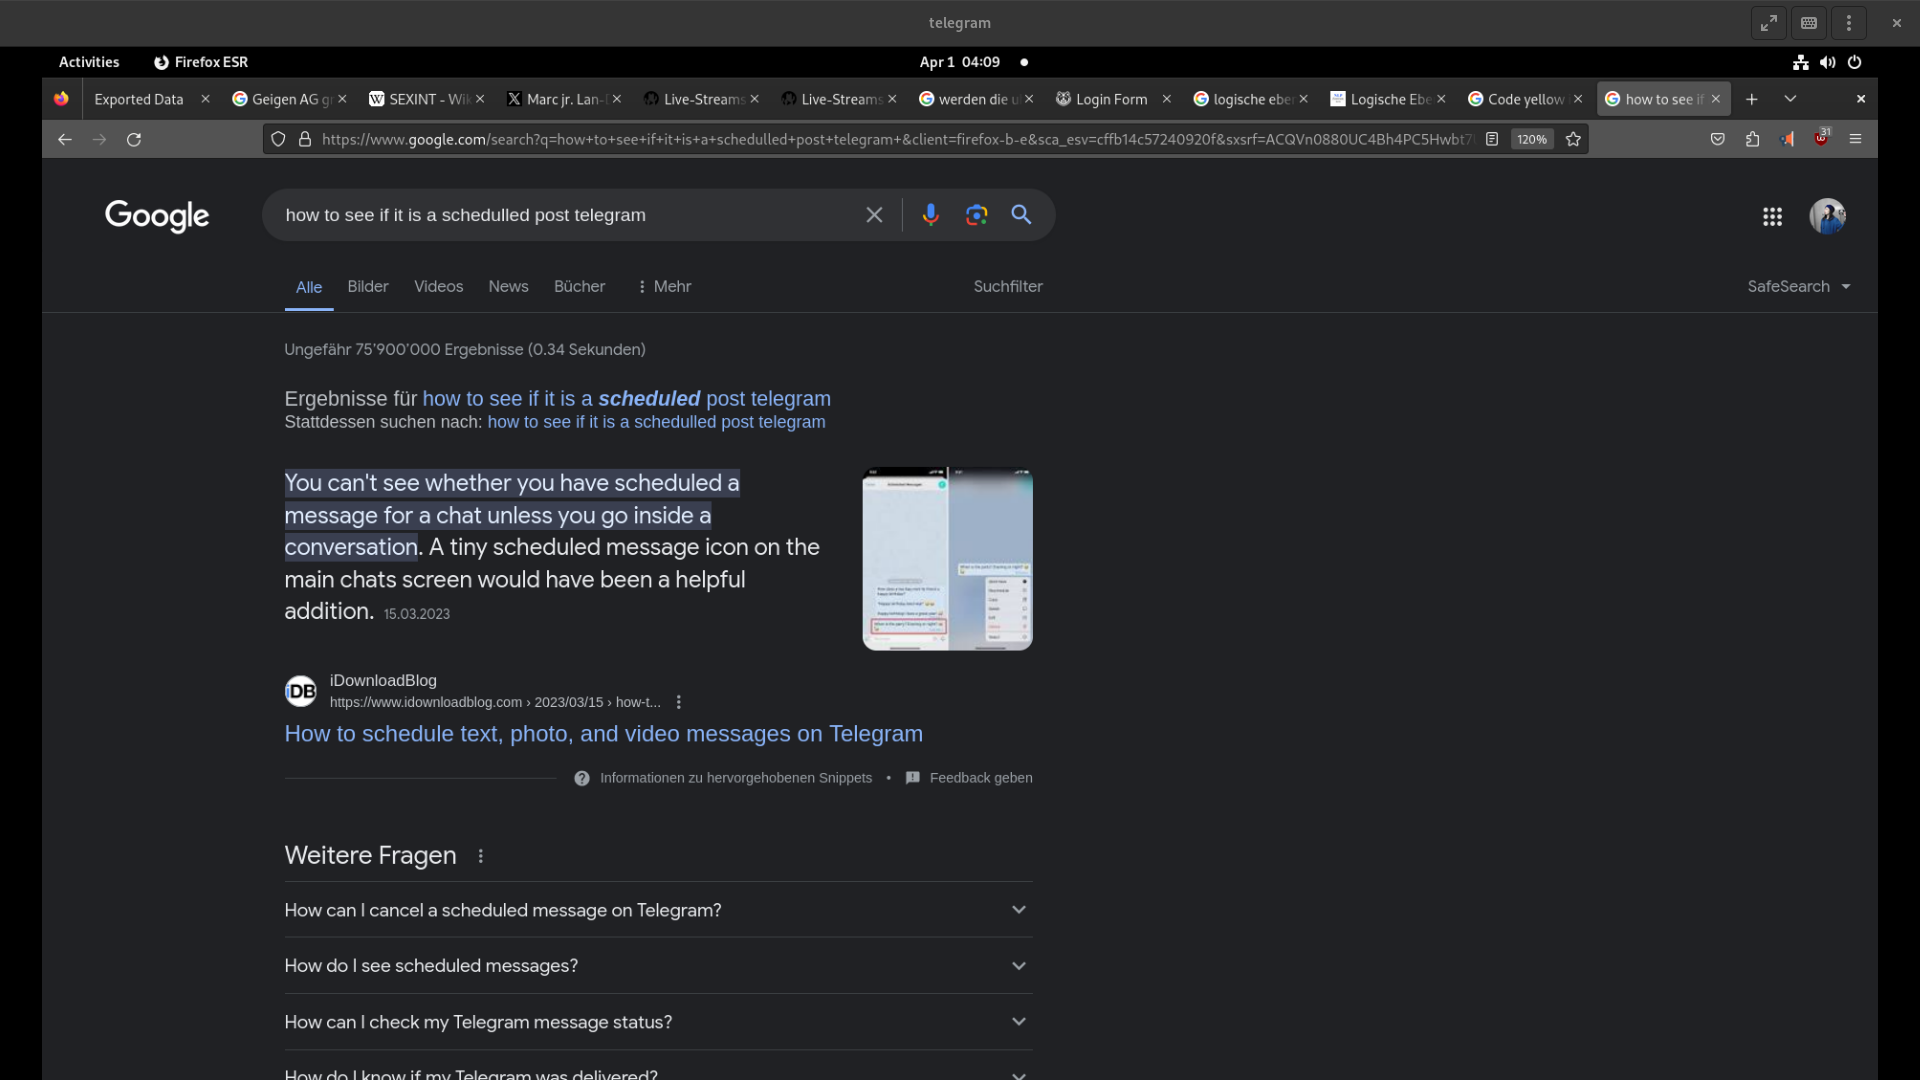 telegram
Activities
Firefox ESR
Apr 1 04:09
Exported Data
Geigen AG gr
SEXINT - Wik
Marc jr. Lan-
Live-Streams
Live-Streams
werden die u
Login Form
logische eber
Logische Ebe
Code yellow
how to see if
https://www.google.com/search?q=how+to+see+if+it+is+a+schedulled+post+telegram+&client=firefox-b-e&sca_esv=cffb14c57240920f&sxsrf=ACQVn0880UC4Bh4PC5Hwbt7
120%
31
Google
how to see if it is a schedulled post telegram
Alle
Bilder
Videos
News
Bücher
Mehr
Suchfilter
SafeSearch
Ungefähr 75'900'000 Ergebnisse (0.34 Sekunden)
Ergebnisse für how to see if it is a scheduled post telegram
Stattdessen suchen nach: how to see if it is a schedulled post telegram
You can't see whether you have scheduled a
message for a chat unless you go inside a
conversation. A tiny scheduled message icon on the
main chats screen would have been a helpful
addition. 15.03.2023
iDB
iDownloadBlog
https://www.idownloadblog.com › 2023/03/15 › how-t...
How to schedule text, photo, and video messages on Telegram
Informationen zu hervorgehobenen Snippets
•
Feedback geben
Weitere Fragen
How can I cancel a scheduled message on Telegram?
How do I see scheduled messages?
How can I check my Telegram message status?
How do I know if my Telegram was delivered?